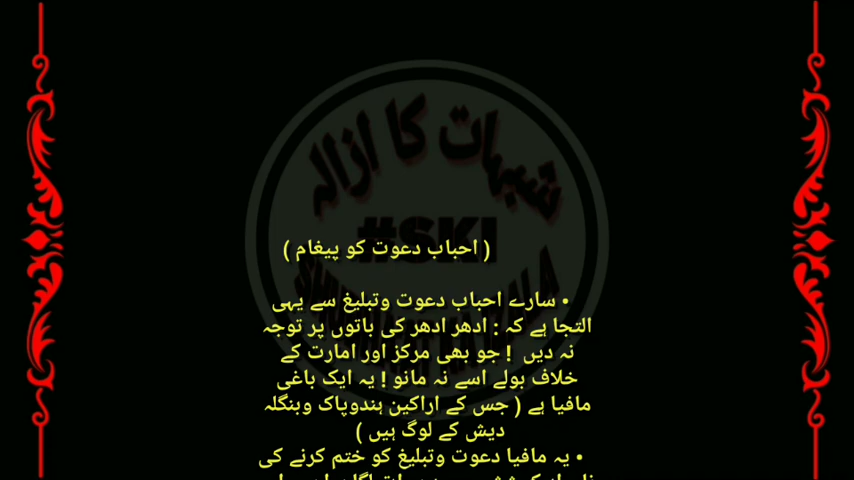 شبہات کا ازالہ
#SKI
( احباب دعوت کو پیغام )
• سارے احباب دعوت وتبلیغ سے یہی
التجا ہے کہ : ادھر ادھر کی باتوں پر توجہ
نہ دیں ! جو بھی مرکز اور امارت کے
خلاف بولے اسے نہ مانو ! یہ ایک باغی
مافیا ہے ( جس کے اراکین ہندوپاک وبنگلہ
دیش کے لوگ ہیں )
• یہ مافیا دعوت وتبلیغ کو ختم کرنے کی